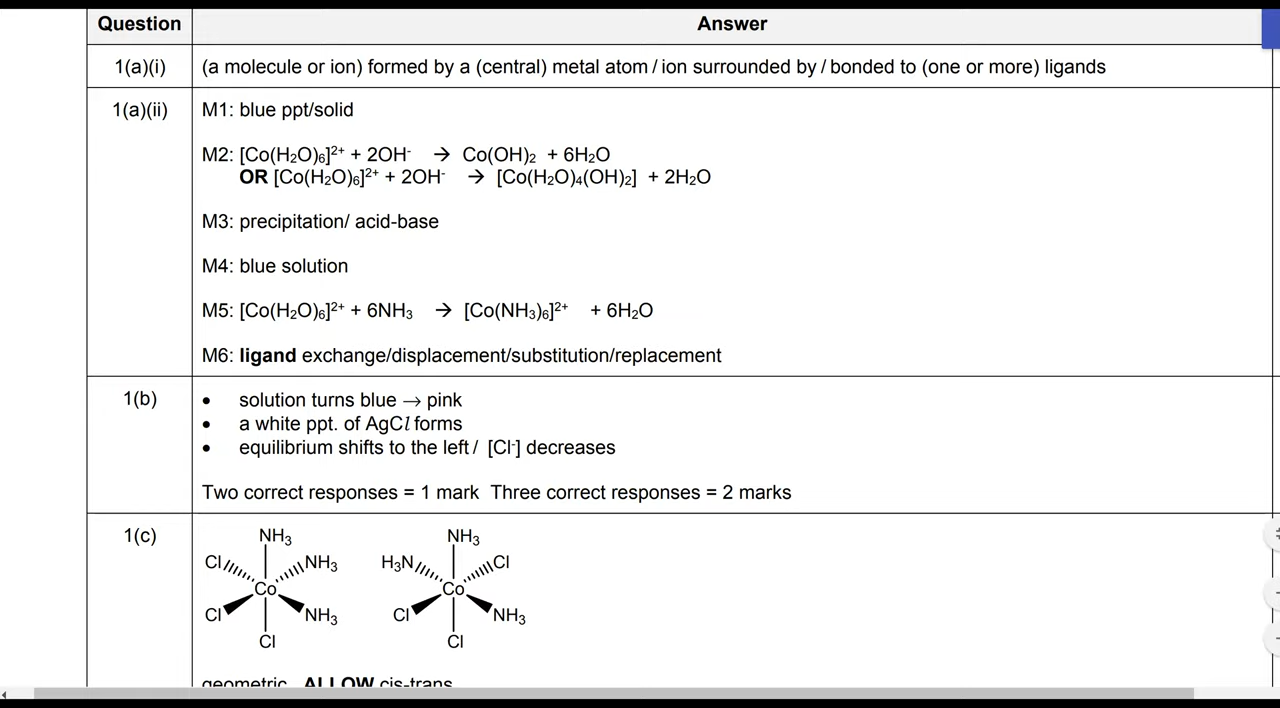 Question Answer
1(a)(i) (a molecule or ion) formed by a (central) metal atom / ion surrounded by / bonded to (one or more) ligands
1(a)(ii) M1: blue ppt/solid
M2: [Co(H₂O)₆]²⁺ + 2OH⁻ → Co(OH)₂ + 6H₂O
OR [Co(H₂O)₆]²⁺ + 2OH⁻ → [Co(H₂O)₄(OH)₂] + 2H₂O
M3: precipitation/ acid-base
M4: blue solution
M5: [Co(H₂O)₆]²⁺ + 6NH₃ → [Co(NH₃)₆]²⁺ + 6H₂O
M6: ligand exchange/displacement/substitution/replacement
1(b) • solution turns blue → pink
• a white ppt. of AgCl forms
• equilibrium shifts to the left / [Cl⁻] decreases
Two correct responses = 1 mark Three correct responses = 2 marks
1(c) NH₃ NH₃
Cl NH₃ H₃N Cl
Co Co
Cl NH₃ Cl NH₃
Cl Cl
geometric ALLOW cis-trans